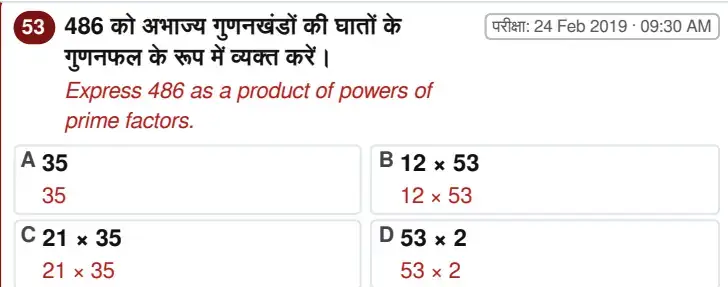 53 486 को अभाज्य गुणनखंडों की घातों के
गुणनफल के रूप में व्यक्त करें।
परीक्षा: 24 Feb 2019 · 09:30 AM
Express 486 as a product of powers of
prime factors.
A 35
35
B 12 × 53
12 × 53
C 21 × 35
21 × 35
D 53 × 2
53 × 2